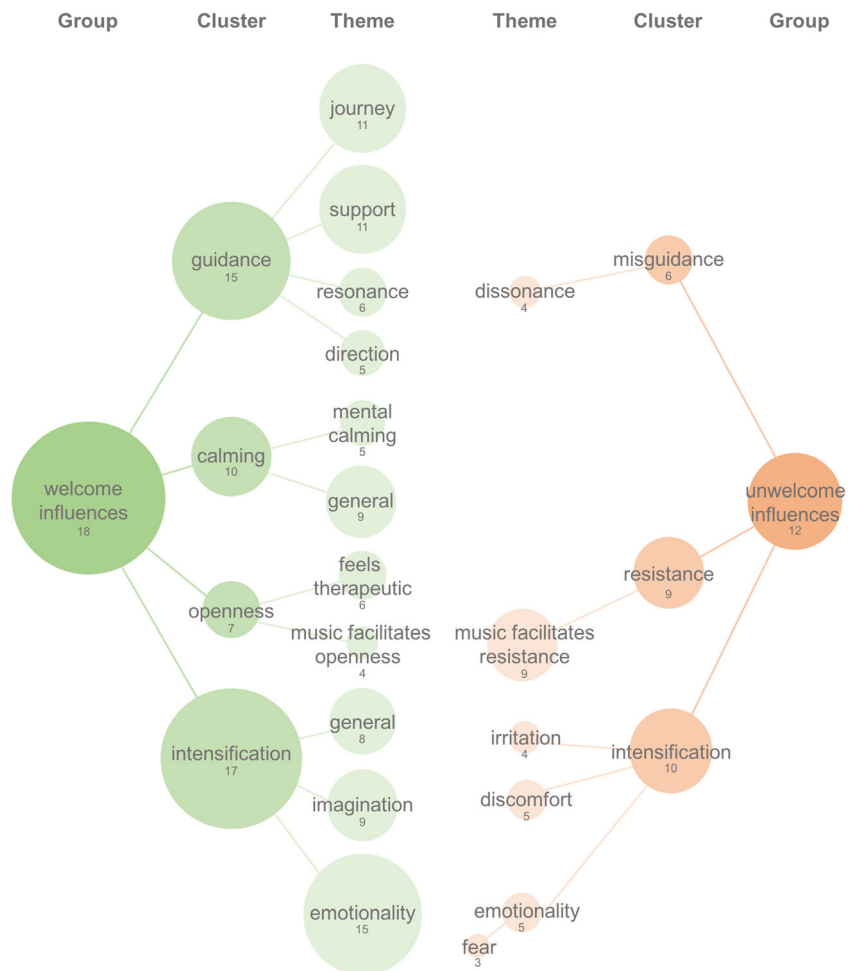 Group Cluster Theme Theme Cluster Group
journey
11
support
11
guidance
15
resonance
6
direction
5
mental
calming
5
calming
10
general
9
welcome
influences
18
feels
therapeutic
6
openness
7
music facilitates
openness
4
general
8
intensification
17
imagination
9
emotionality
15
misguidance
6
dissonance
4
unwelcome
influences
12
resistance
9
music facilitates
resistance
9
irritation
4
intensification
10
discomfort
5
emotionality
5
fear
3